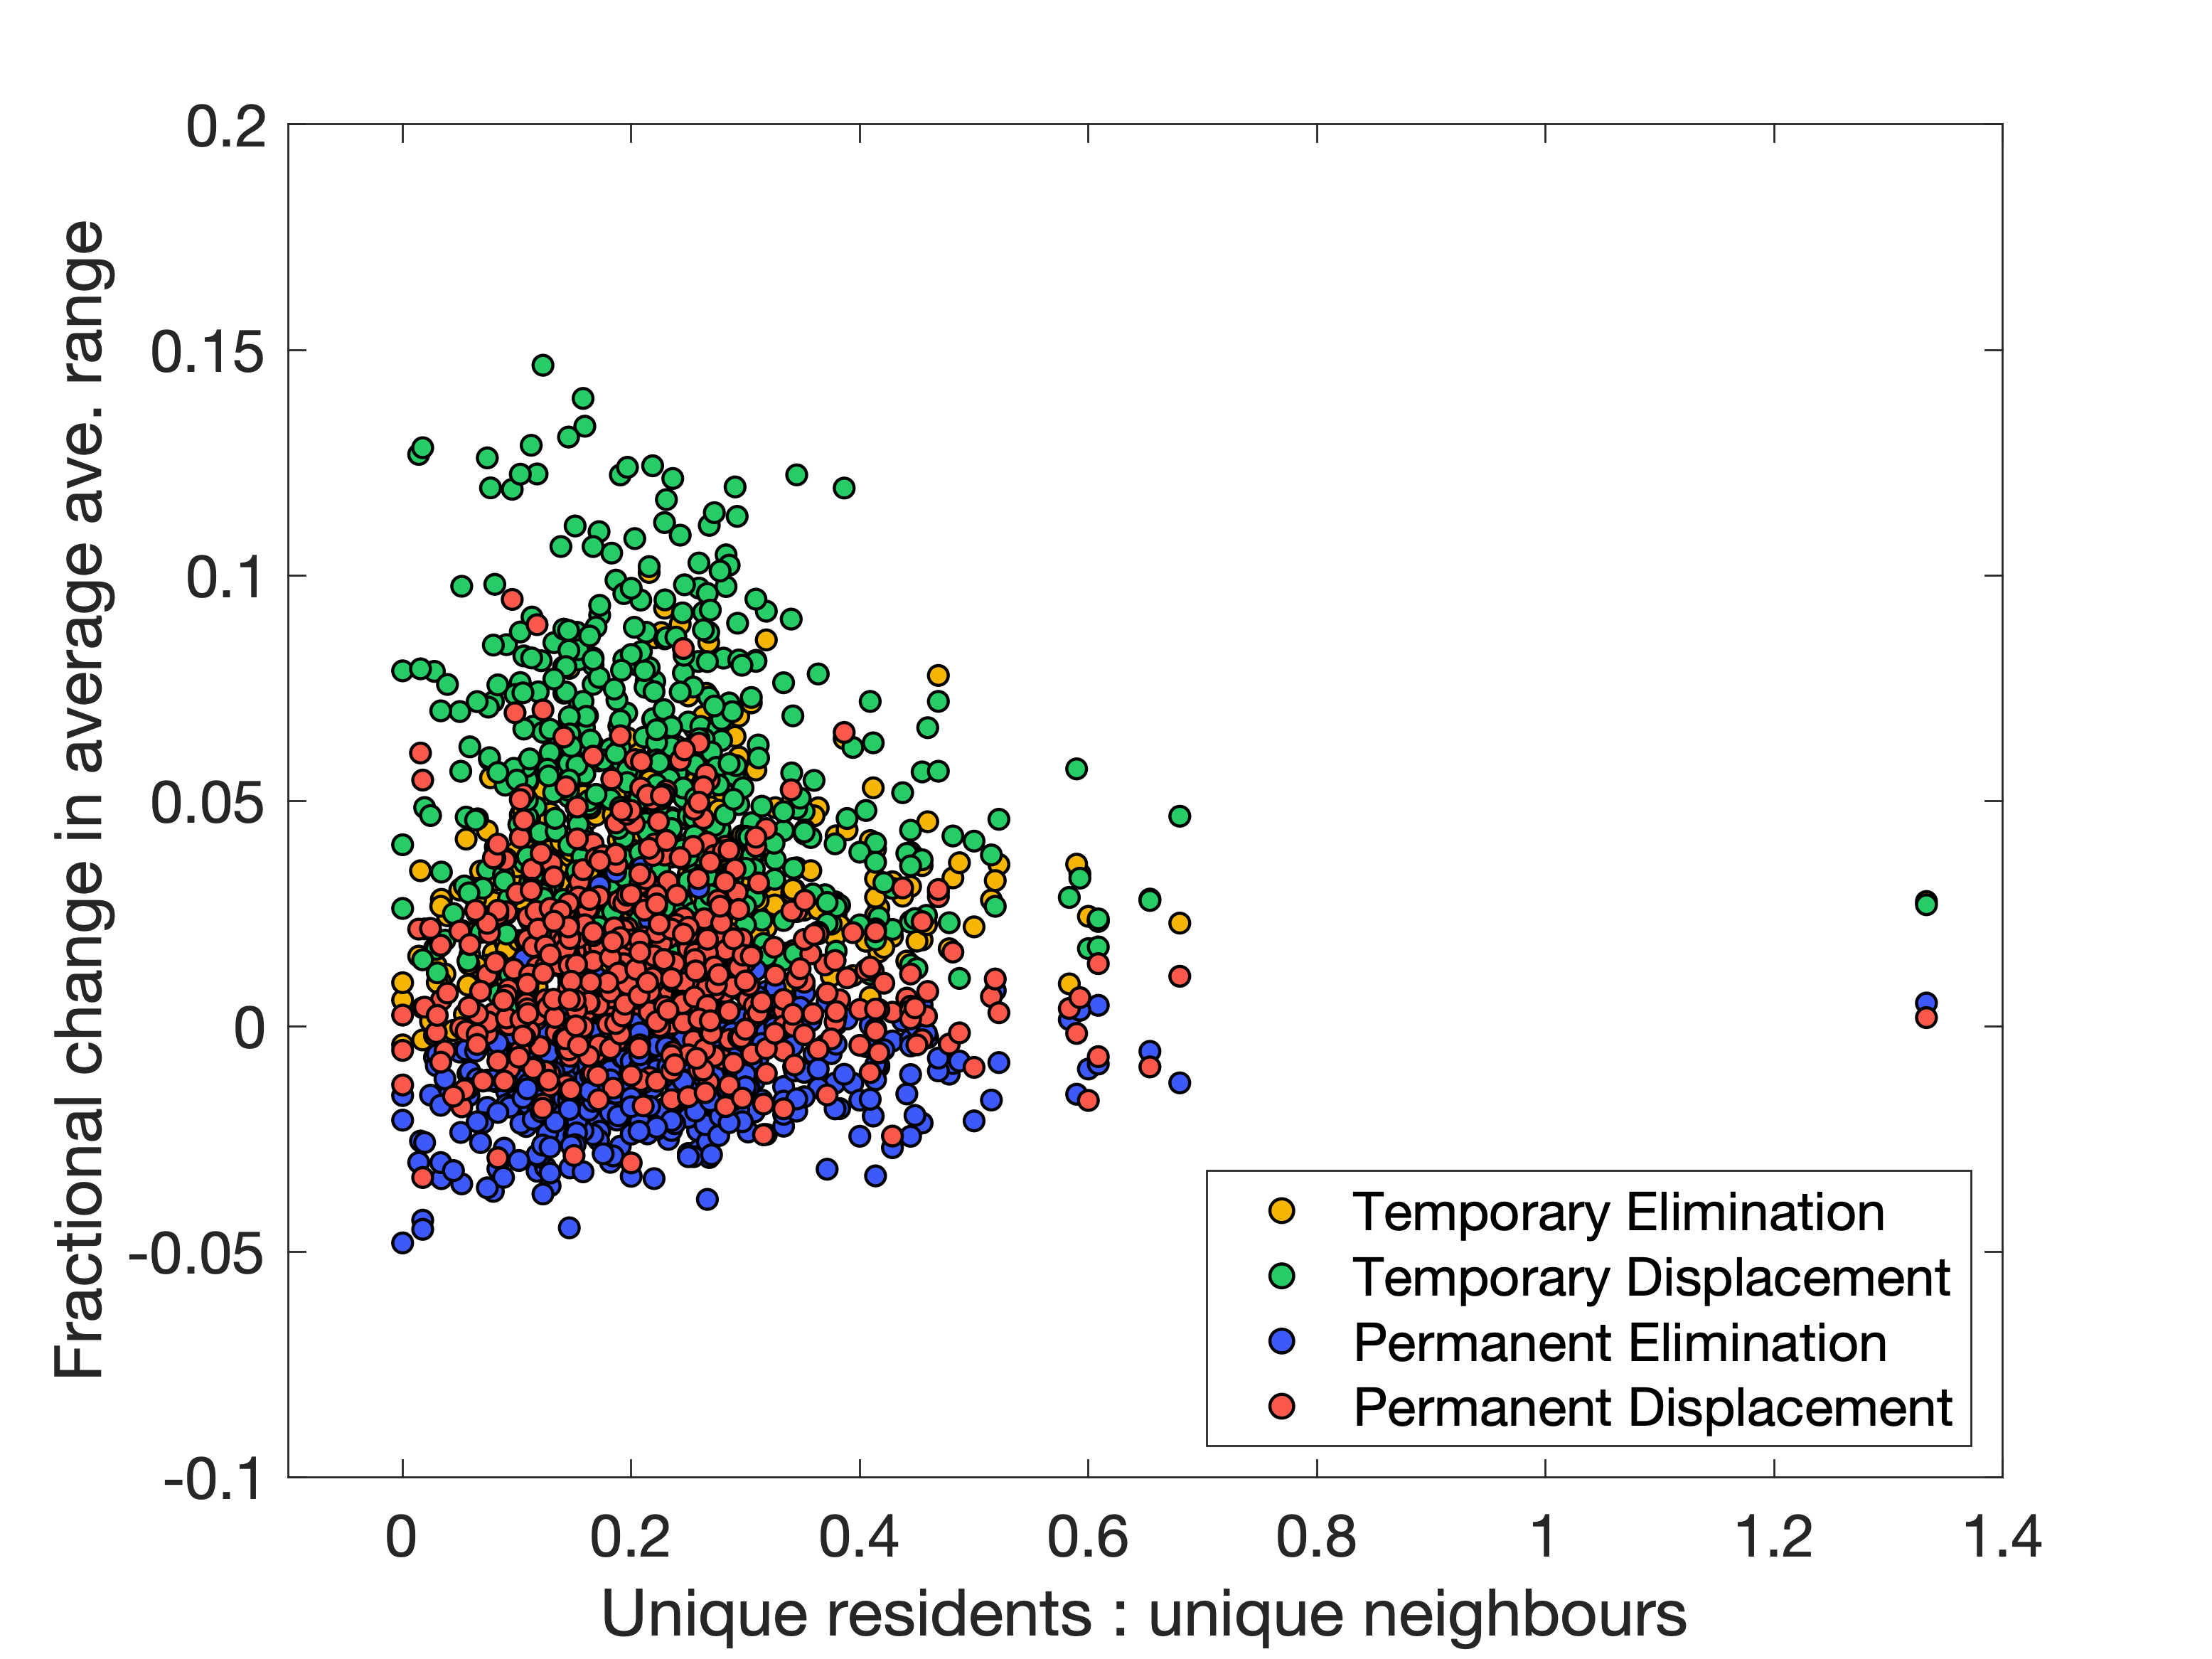 0.2
0.15
0.1
0.05
0
-0.05
-0.1
Fractional change in average ave. range
0
0.2
0.4
0.6
0.8
1
1.2
1.4
Unique residents : unique neighbours
Temporary Elimination
Temporary Displacement
Permanent Elimination
Permanent Displacement